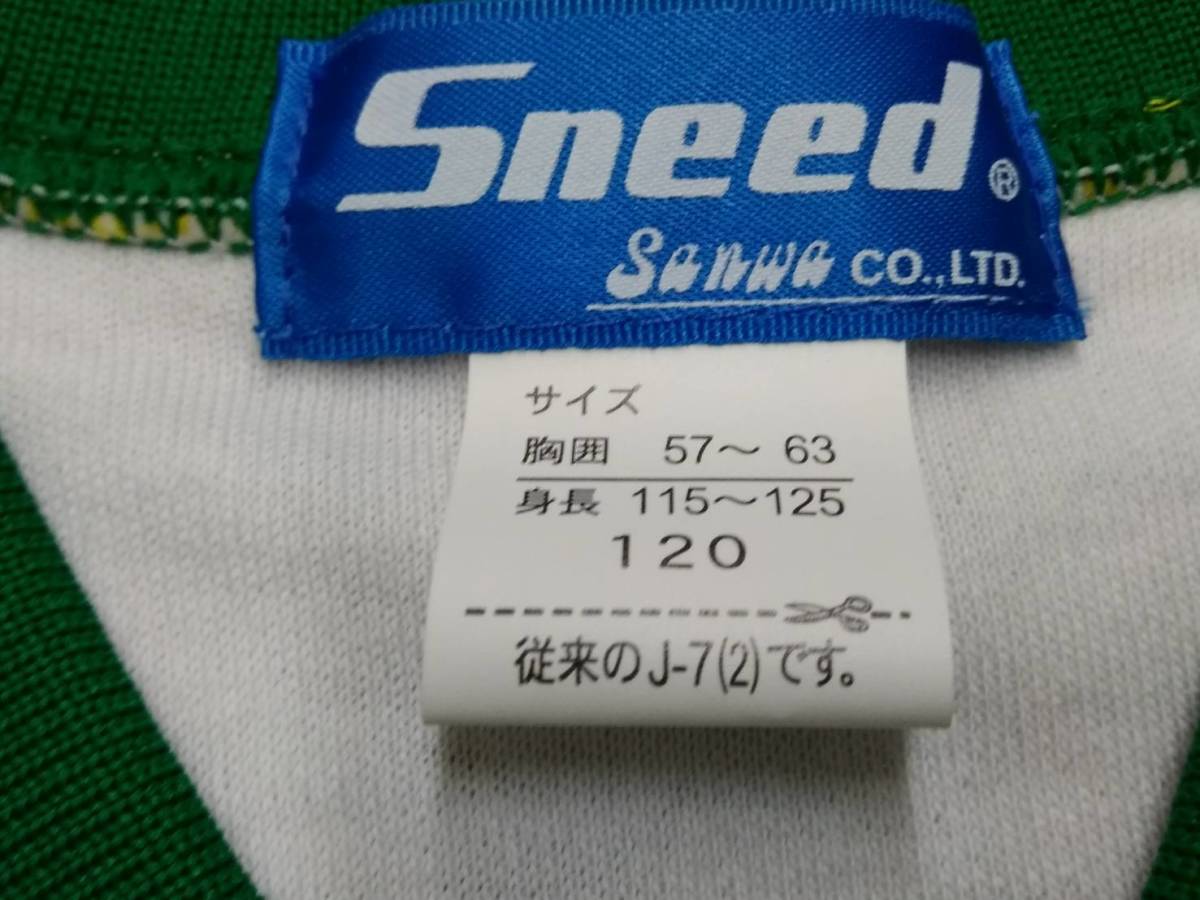 Sneed®
Sanwa CO.,LTD.
サイズ
胸囲 57～63
身長 115～125
120
従来のJ-7(2)です。